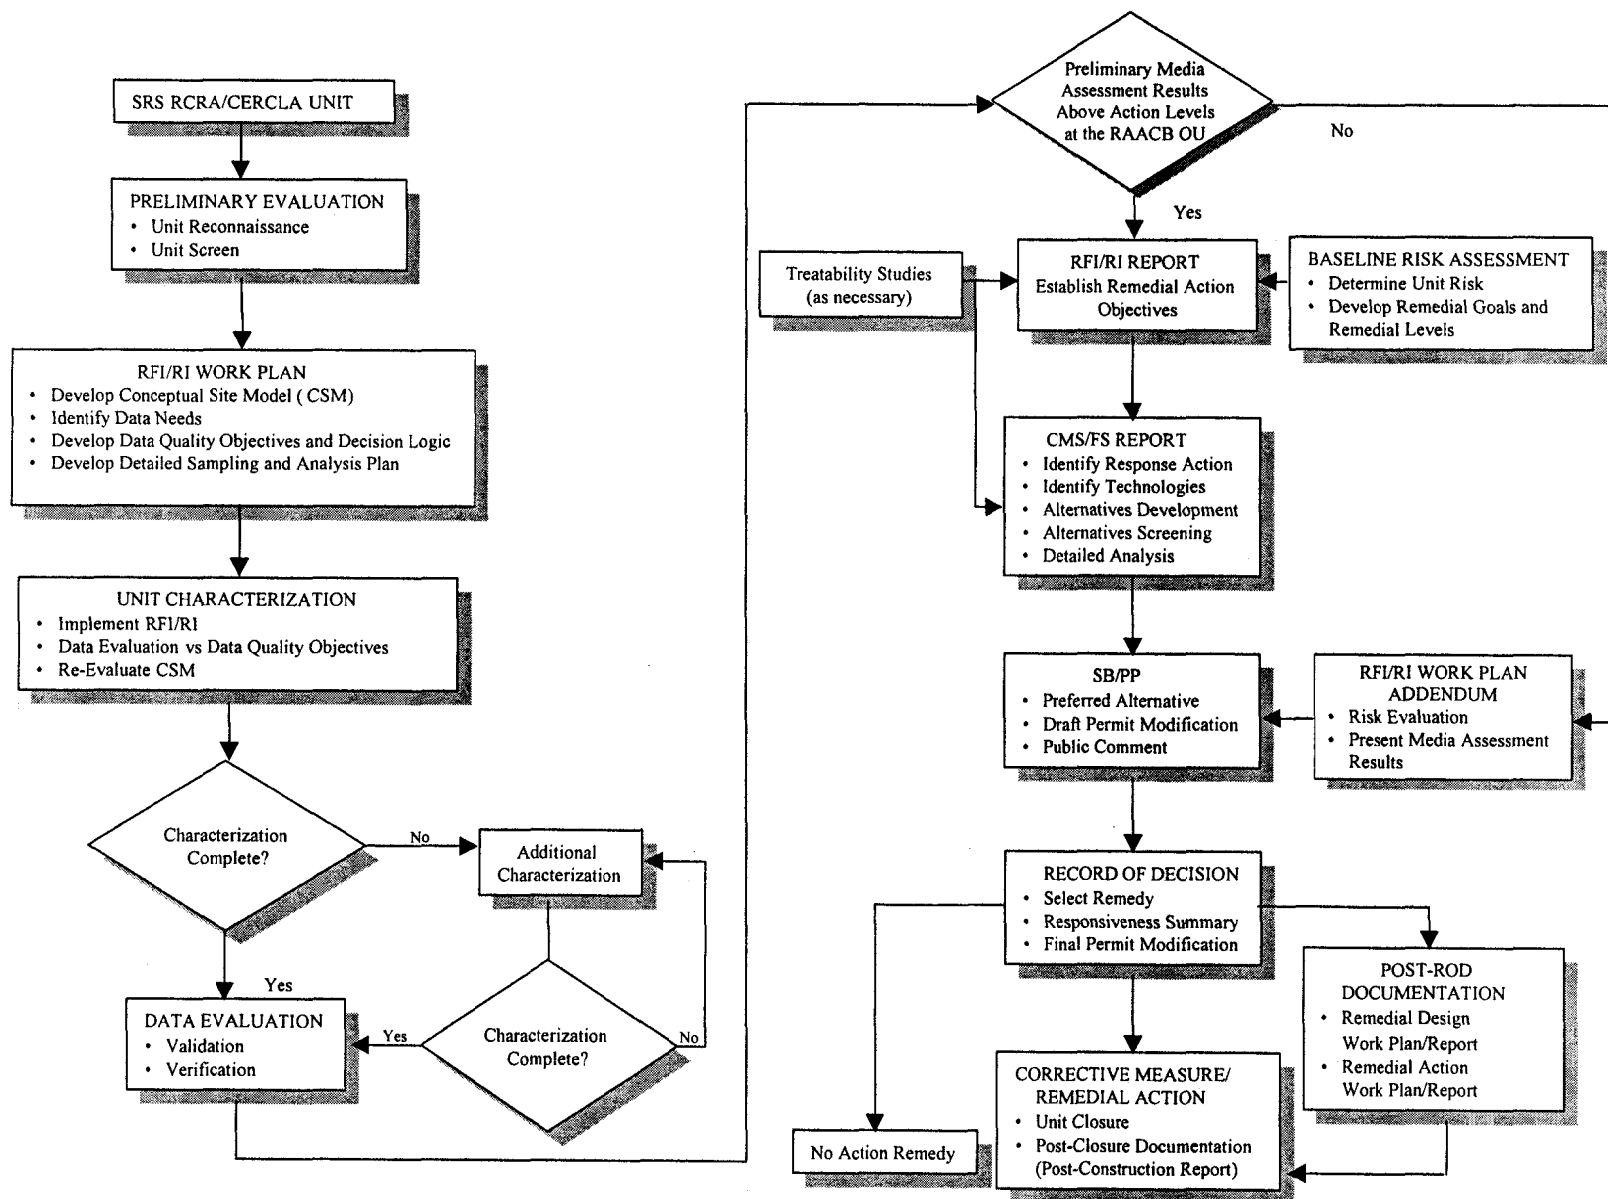 SRS RCRA/CERCLA UNIT
PRELIMINARY EVALUATION
• Unit Reconnaissance
• Unit Screen
RFI/RI WORK PLAN
• Develop Conceptual Site Model ( CSM)
• Identify Data Needs
• Develop Data Quality Objectives and Decision Logic
• Develop Detailed Sampling and Analysis Plan
UNIT CHARACTERIZATION
• Implement RFI/RI
• Data Evaluation vs Data Quality Objectives
• Re-Evaluate CSM
Characterization
Complete?
No
Additional
Characterization
Yes
DATA EVALUATION
• Validation
• Verification
Yes
Characterization
Complete?
No
Preliminary Media
Assessment Results
Above Action Levels
at the RAACB OU
No
Yes
Treatability Studies
(as necessary)
RFI/RI REPORT
Establish Remedial Action
Objectives
BASELINE RISK ASSESSMENT
• Determine Unit Risk
• Develop Remedial Goals and
Remedial Levels
CMS/FS REPORT
• Identify Response Action
• Identify Technologies
• Alternatives Development
• Alternatives Screening
• Detailed Analysis
SB/PP
• Preferred Alternative
• Draft Permit Modification
• Public Comment
RFI/RI WORK PLAN
ADDENDUM
• Risk Evaluation
• Present Media Assessment
Results
RECORD OF DECISION
• Select Remedy
• Responsiveness Summary
• Final Permit Modification
POST-ROD
DOCUMENTATION
• Remedial Design
Work Plan/Report
• Remedial Action
Work Plan/Report
No Action Remedy
CORRECTIVE MEASURE/
REMEDIAL ACTION
• Unit Closure
• Post-Closure Documentation
(Post-Construction Report)